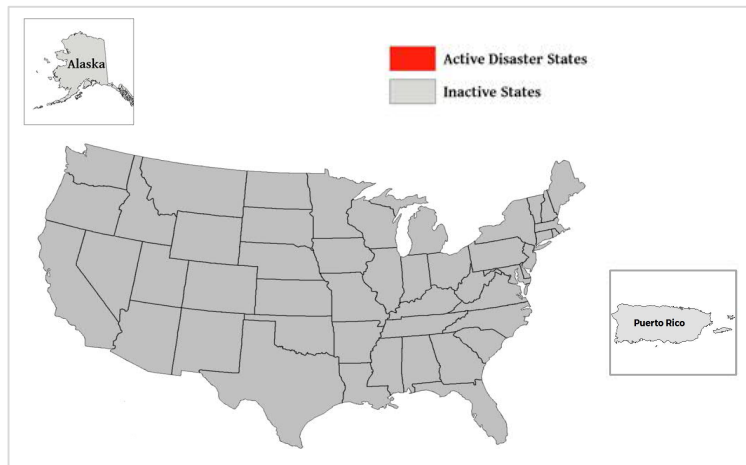 Alaska
Active Disaster States
Inactive States
Puerto Rico